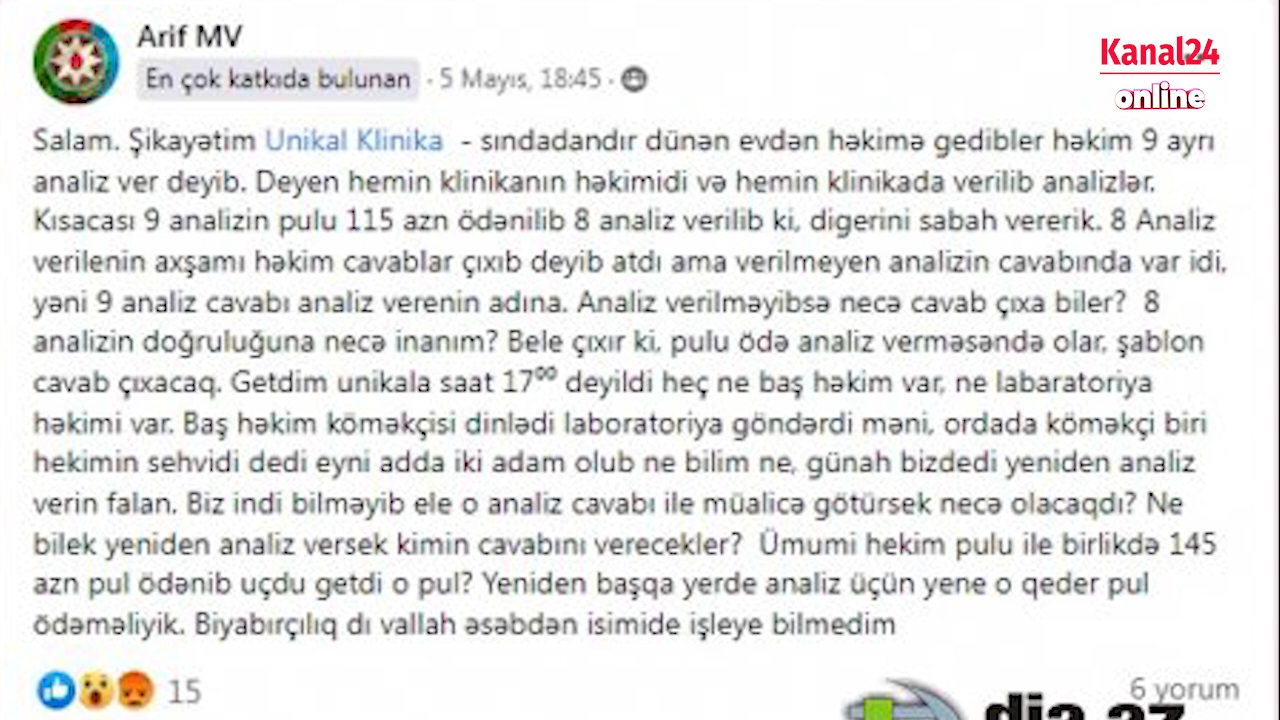 Arif MV
En çok katkıda bulunan · 5 Mayıs, 18:45 ·
Kanal24
online
Salam. Şikayətim Unikal Klinika - sındadandır dünən evdən həkimə gedibler həkim 9 ayrı
analiz ver deyib. Deyen hemin klinikanın həkimidi və hemin klinikada verilib analizlər.
Kısacası 9 analizin pulu 115 azn ödənilib 8 analiz verilib ki, digerini sabah vererik. 8 Analiz
verilenin axşamı həkim cavablar çıxıb deyib atdı ama verilmeyen analizin cavabında var idi,
yəni 9 analiz cavabı analiz verenin adına. Analiz verilməyibsə necə cavab çıxa biler? 8
analizin doğruluğuna necə inanım? Bele çıxır ki, pulu ödə analiz verməsəndə olar, şablon
cavab çıxacaq. Getdim unikala saat 17⁰⁰ deyildi heç ne baş həkim var, ne labaratoriya
həkimi var. Baş həkim köməkçisi dinlədi laboratoriya göndərdi məni, ordada köməkçi biri
hekimin sehvidi dedi eyni adda iki adam olub ne bilim ne, günah bizdedi yeniden analiz
verin falan. Biz indi bilməyib ele o analiz cavabı ile müalicə götürsek necə olacaqdı? Ne
bilek yeniden analiz versek kimin cavabını verecekler? Ümumi hekim pulu ile birlikdə 145
azn pul ödənib uçdu getdi o pul? Yeniden başqa yerde analiz üçün yene o qeder pul
ödəməliyik. Biyabırçılıq dı vallah əsəbdən isimide işleye bilmedim
15
6 yorum
dia.az